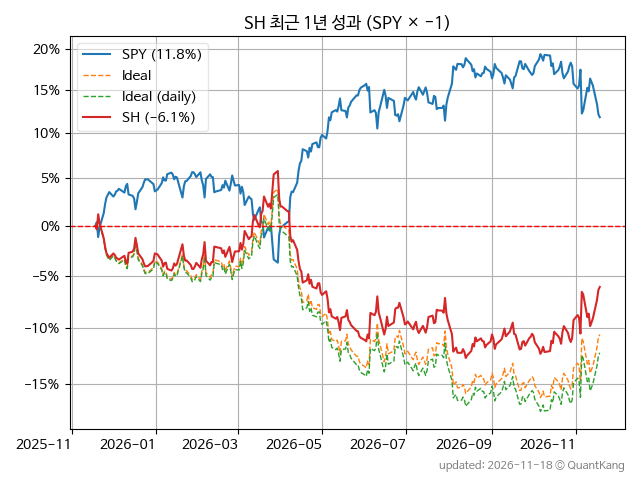 SH 최근 1년 성과 (SPY × −1)
SPY (11.8%)
Ideal
Ideal (daily)
SH (−6.1%)
20%
15%
10%
5%
0%
−5%
−10%
−15%
2025−11 2026−01 2026−03 2026−05 2026−07 2026−09 2026−11
updated: 2026−11−18 © QuantKang